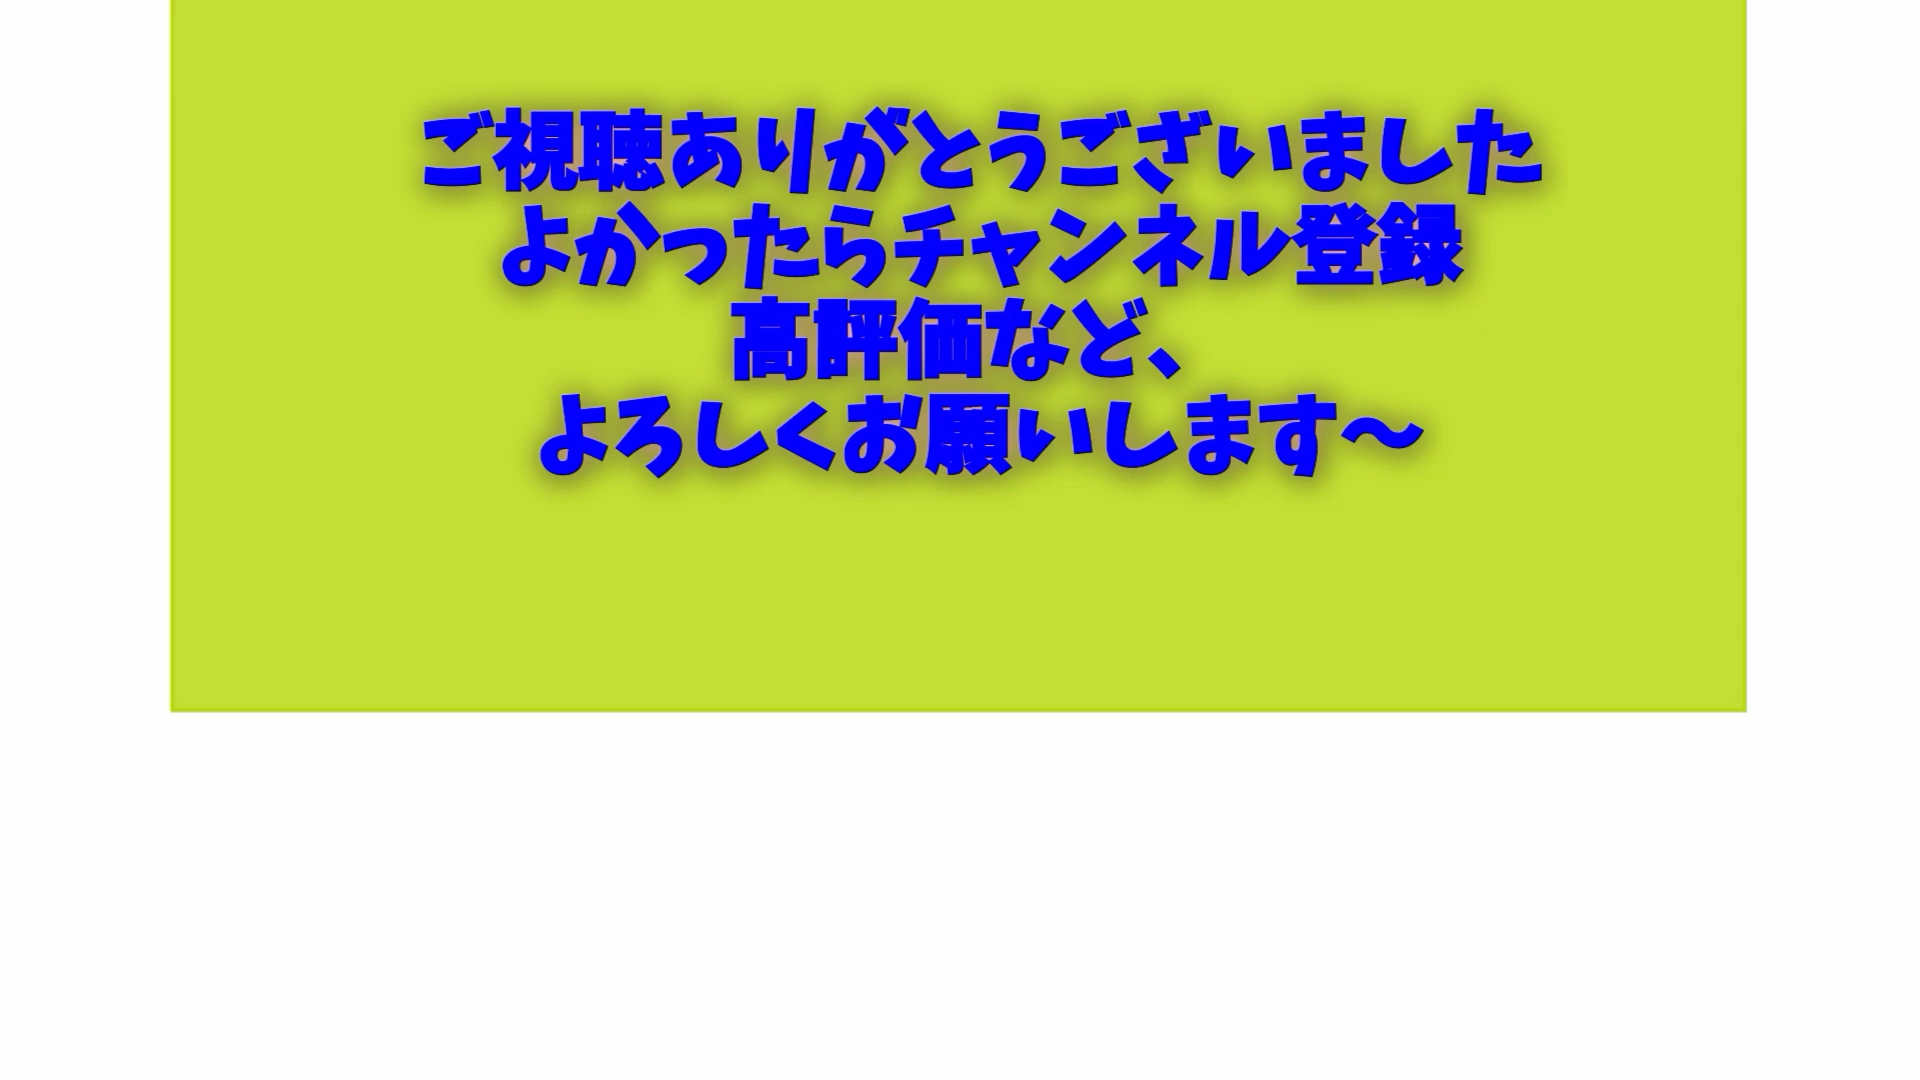 ご視聴ありがとうございました
よかったらチャンネル登録
高評価など、
よろしくお願いします～